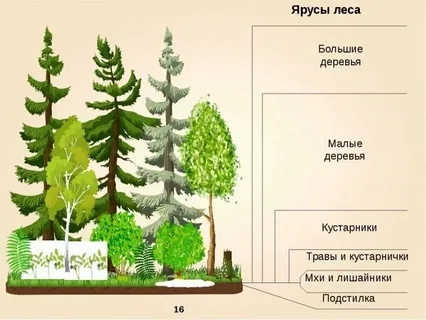 Ярусы леса
Большие
деревья
Малые
деревья
Кустарники
Травы и кустарнички
Мхи и лишайники
Подстилка
16